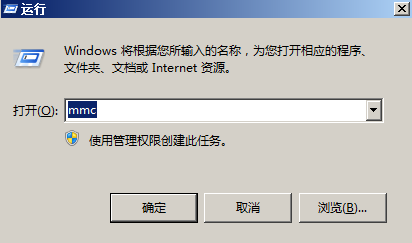 运行
Windows 将根据您所输入的名称，为您打开相应的程序、
文件夹、文档或 Internet 资源。
打开(O): mmc
使用管理权限创建此任务。
确定 取消 浏览(B)...